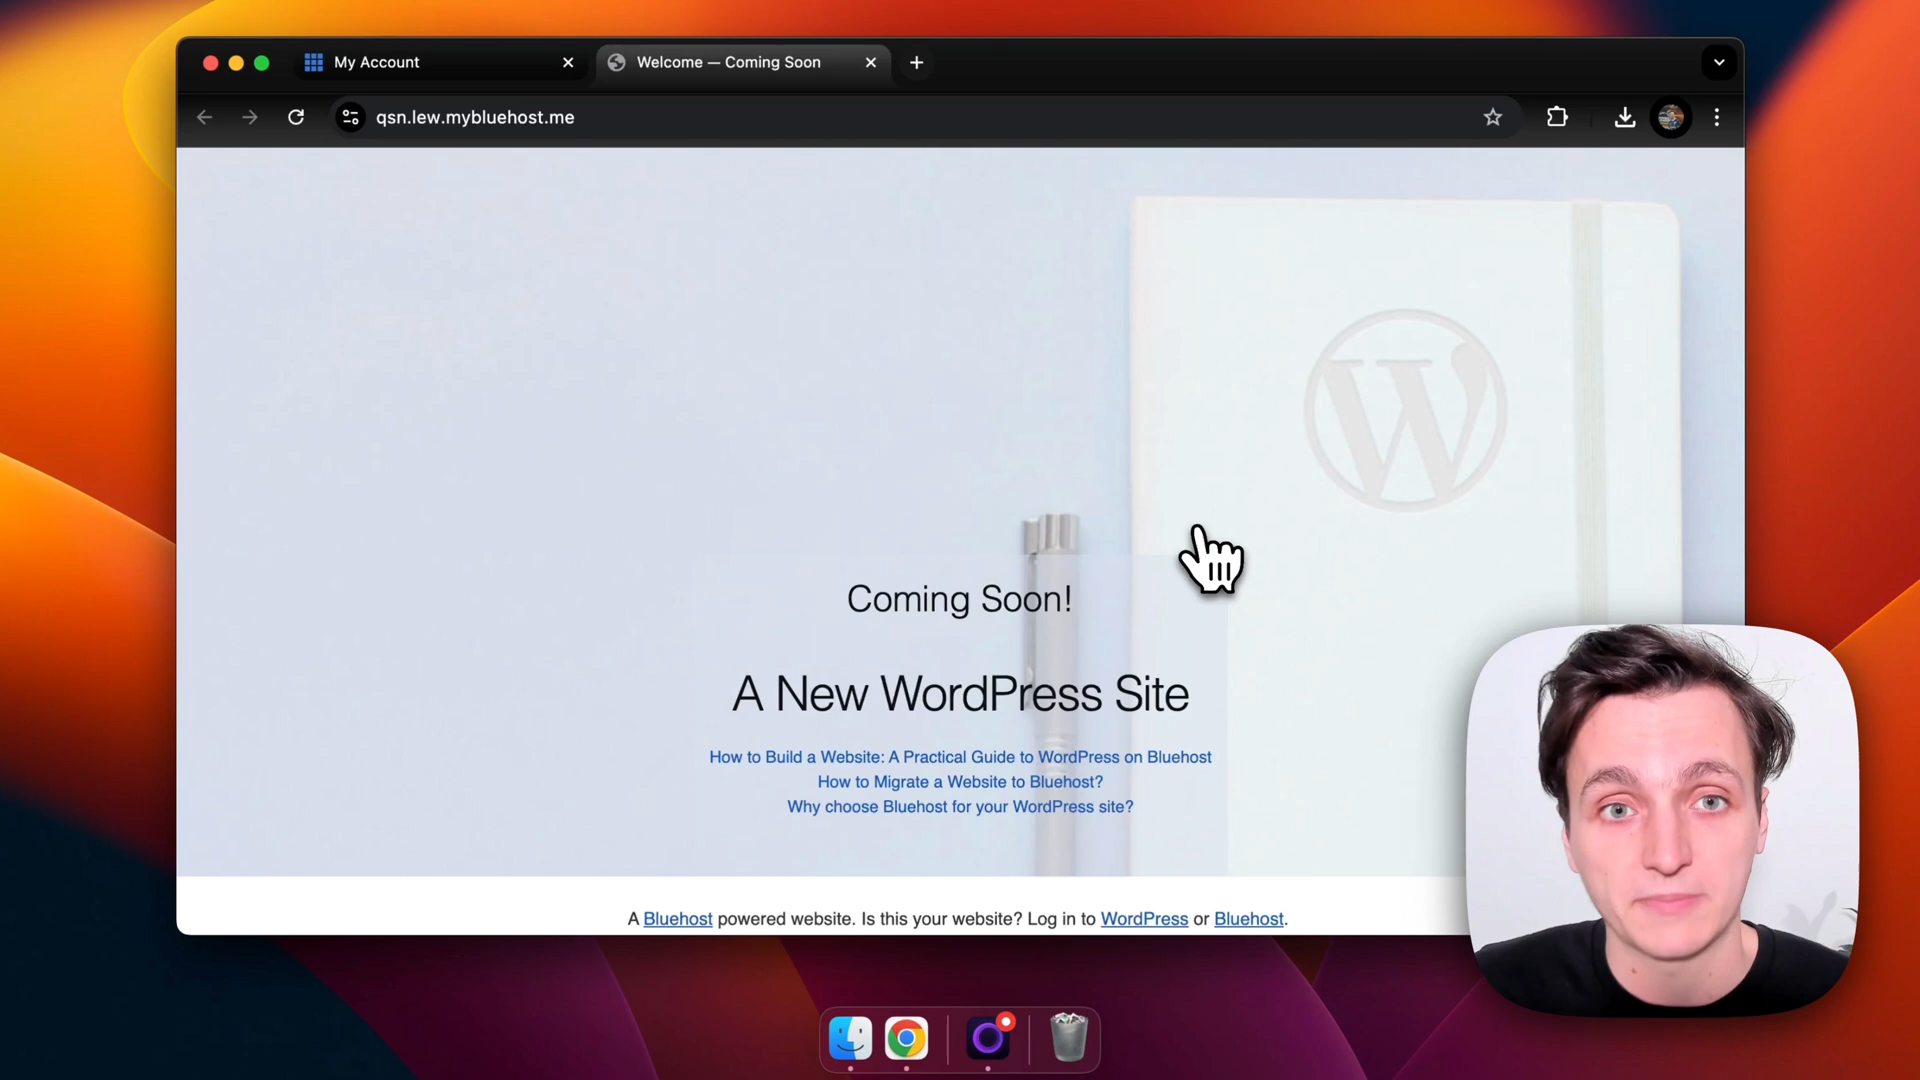 My Account
Welcome — Coming Soon
qsn.lew.mybluehost.me
W
Coming Soon!
A New WordPress Site
How to Build a Website: A Practical Guide to WordPress on Bluehost
How to Migrate a Website to Bluehost?
Why choose Bluehost for your WordPress site?
A Bluehost powered website. Is this your website? Log in to WordPress or Bluehost.